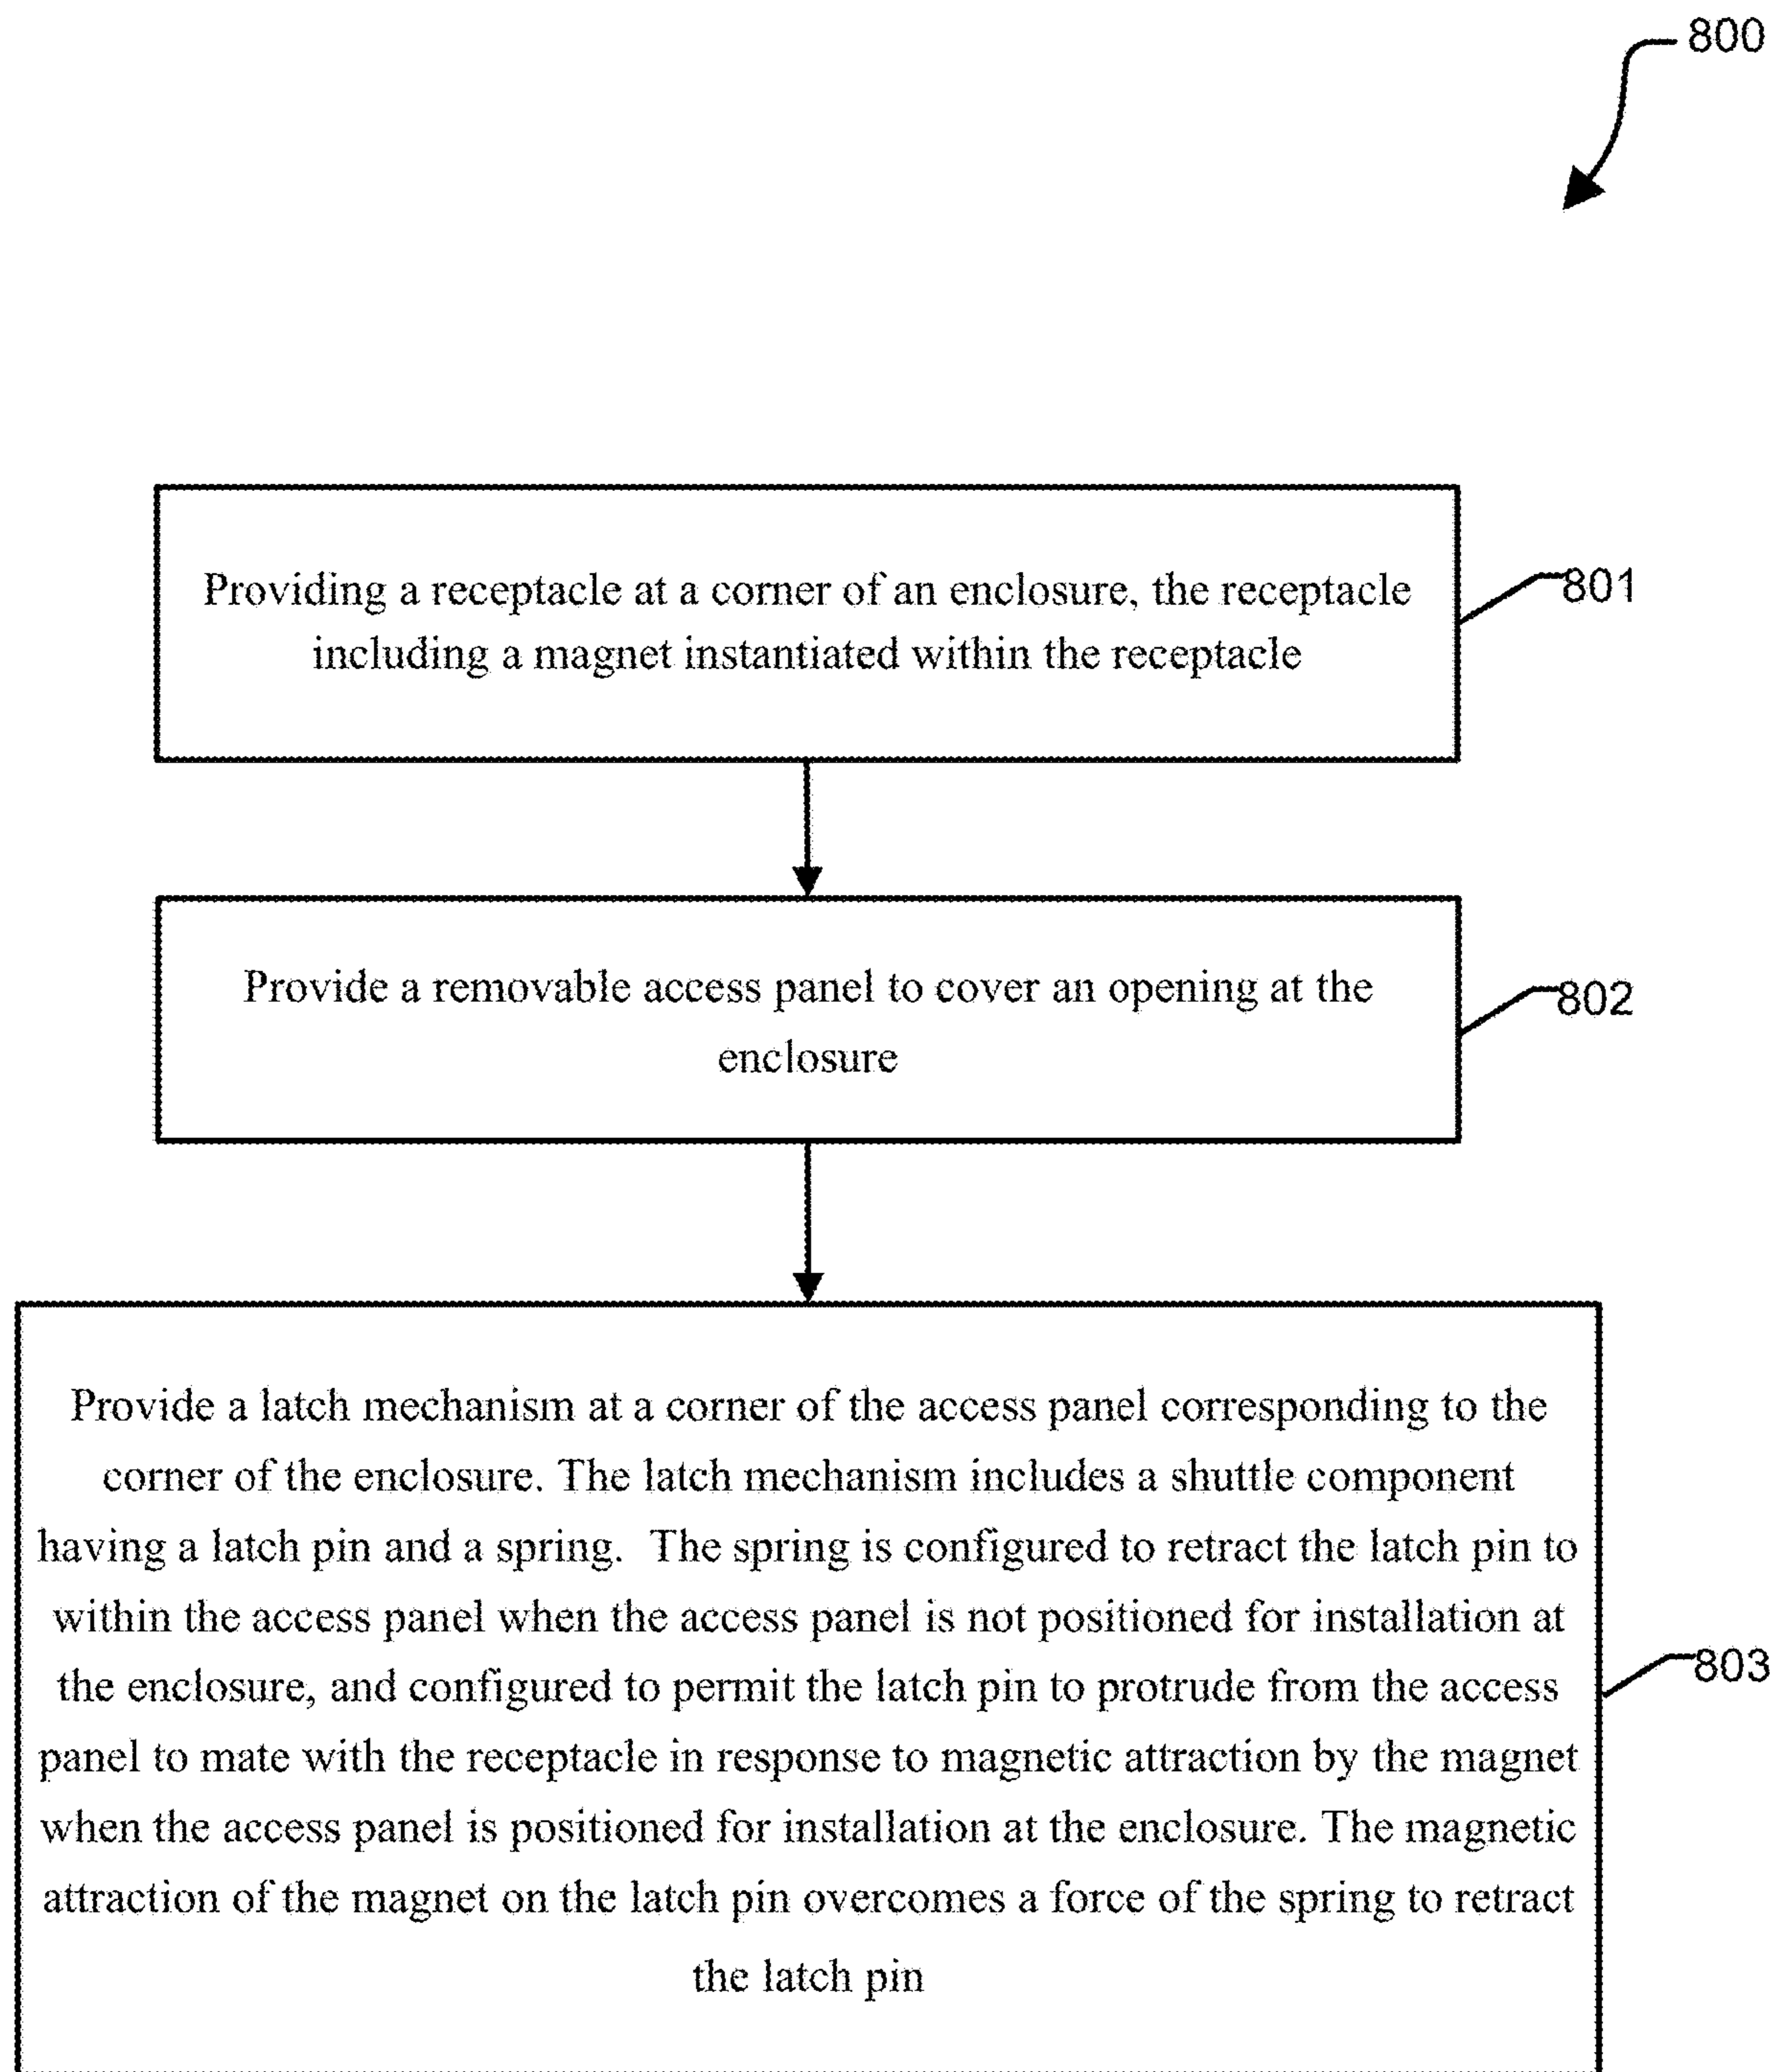 800
Providing a receptacle at a corner of an enclosure, the receptacle
including a magnet instantiated within the receptacle
801
Provide a removable access panel to cover an opening at the
enclosure
802
Provide a latch mechanism at a corner of the access panel corresponding to the
corner of the enclosure. The latch mechanism includes a shuttle component
having a latch pin and a spring.  The spring is configured to retract the latch pin to
within the access panel when the access panel is not positioned for installation at
the enclosure, and configured to permit the latch pin to protrude from the access
panel to mate with the receptacle in response to magnetic attraction by the magnet
when the access panel is positioned for installation at the enclosure. The magnetic
attraction of the magnet on the latch pin overcomes a force of the spring to retract
the latch pin
803